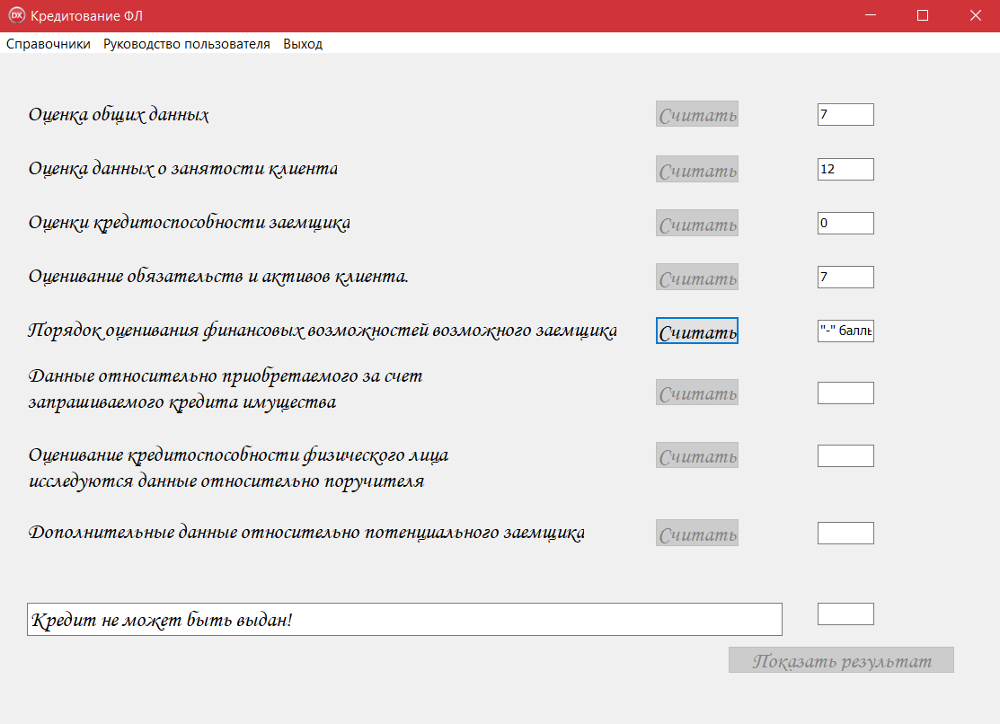 DX Кредитование ФЛ
Справочники Руководство пользователя Выход
Оценка общих данных Считать 7
Оценка данных о занятости клиента Считать 12
Оценки кредитоспособности заемщика Считать 0
Оценивание обязательств и активов клиента. Считать 7
Порядок оценивания финансовых возможностей возможного заемщика Считать "-" баллы
Данные относительно приобретаемого за счет
запрашиваемого кредита имущества Считать
Оценивание кредитоспособности физического лица
исследуются данные относительно поручителя Считать
Дополнительные данные относительно потенциального заемщика Считать
Кредит не может быть выдан!
Показать результат